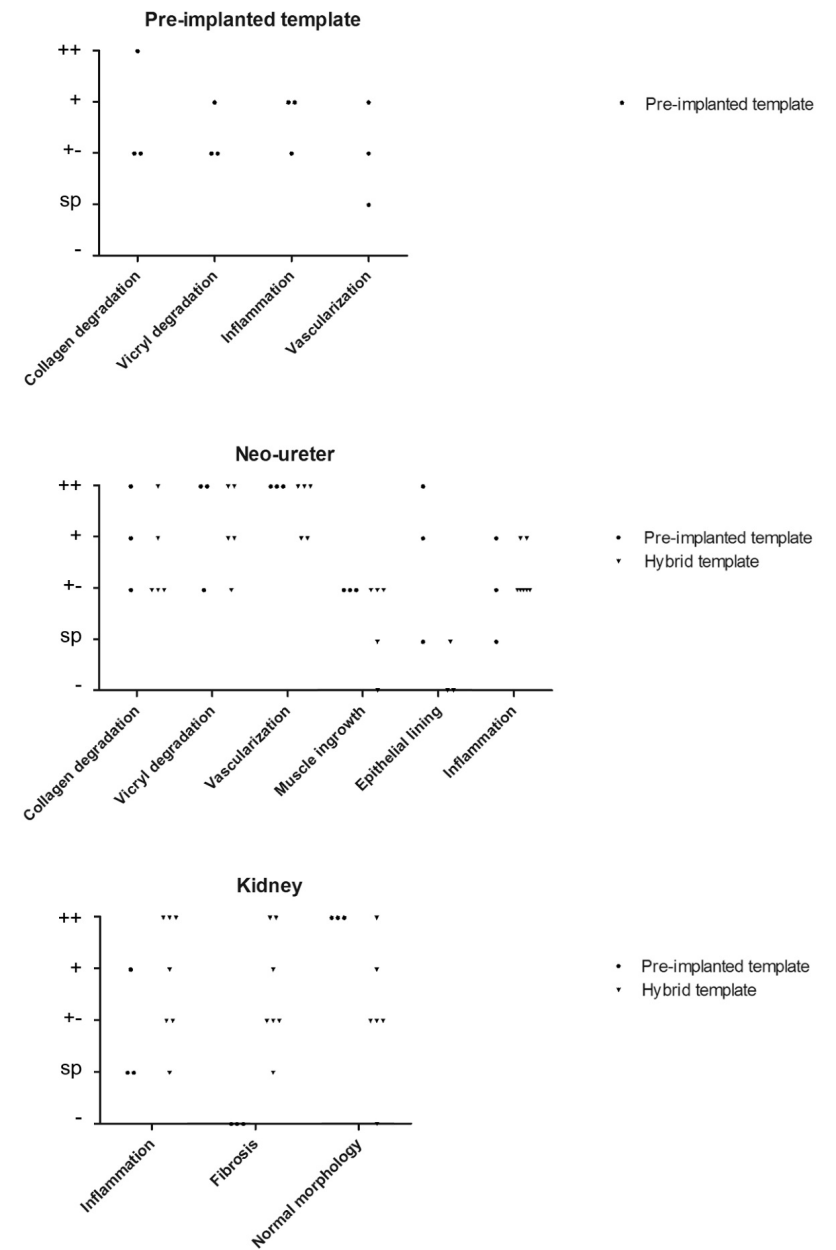 Pre-implanted template
++
+
+-
sp
-
Pre-implanted template
Collagen degradation
Vicryl degradation
Inflammation
Vascularization
Neo-ureter
++
+
+-
sp
-
Pre-implanted template
Hybrid template
Collagen degradation
Vicryl degradation
Vascularization
Muscle ingrowth
Epithelial lining
Inflammation
Kidney
++
+
+-
sp
-
Pre-implanted template
Hybrid template
Inflammation
Fibrosis
Normal morphology